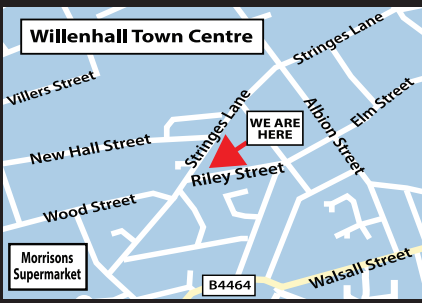 Willenhall Town Centre
Stringes Lane
Villers Street
Elm Street
Albion Street
Stringes Lane
WE ARE
HERE
New Hall Street
Riley Street
Wood Street
Morrisons
Supermarket
Walsall Street
B4464